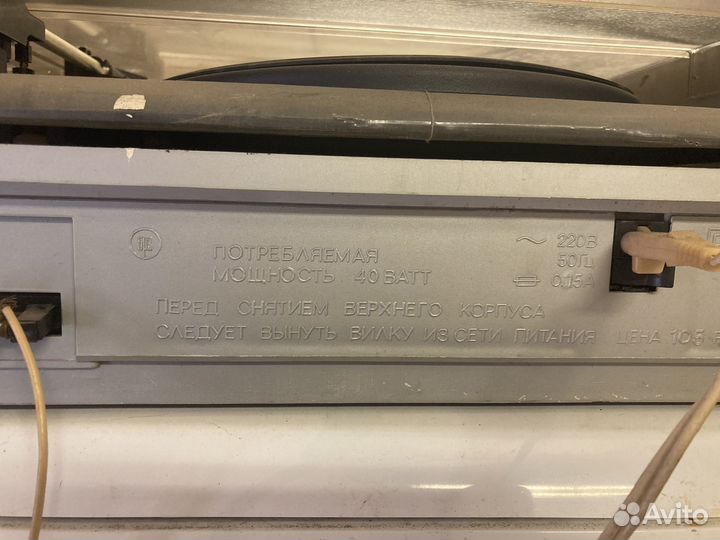 ПОТРЕБЛЯЕМАЯ
МОЩНОСТЬ 40 ВАТТ
~ 220В
50Гц
0,15А
ПЕРЕД СНЯТИЕМ ВЕРХНЕГО КОРПУСА
СЛЕДУЕТ ВЫНУТЬ ВИЛКУ ИЗ СЕТИ ПИТАНИЯ ЦЕНА 105
Avito